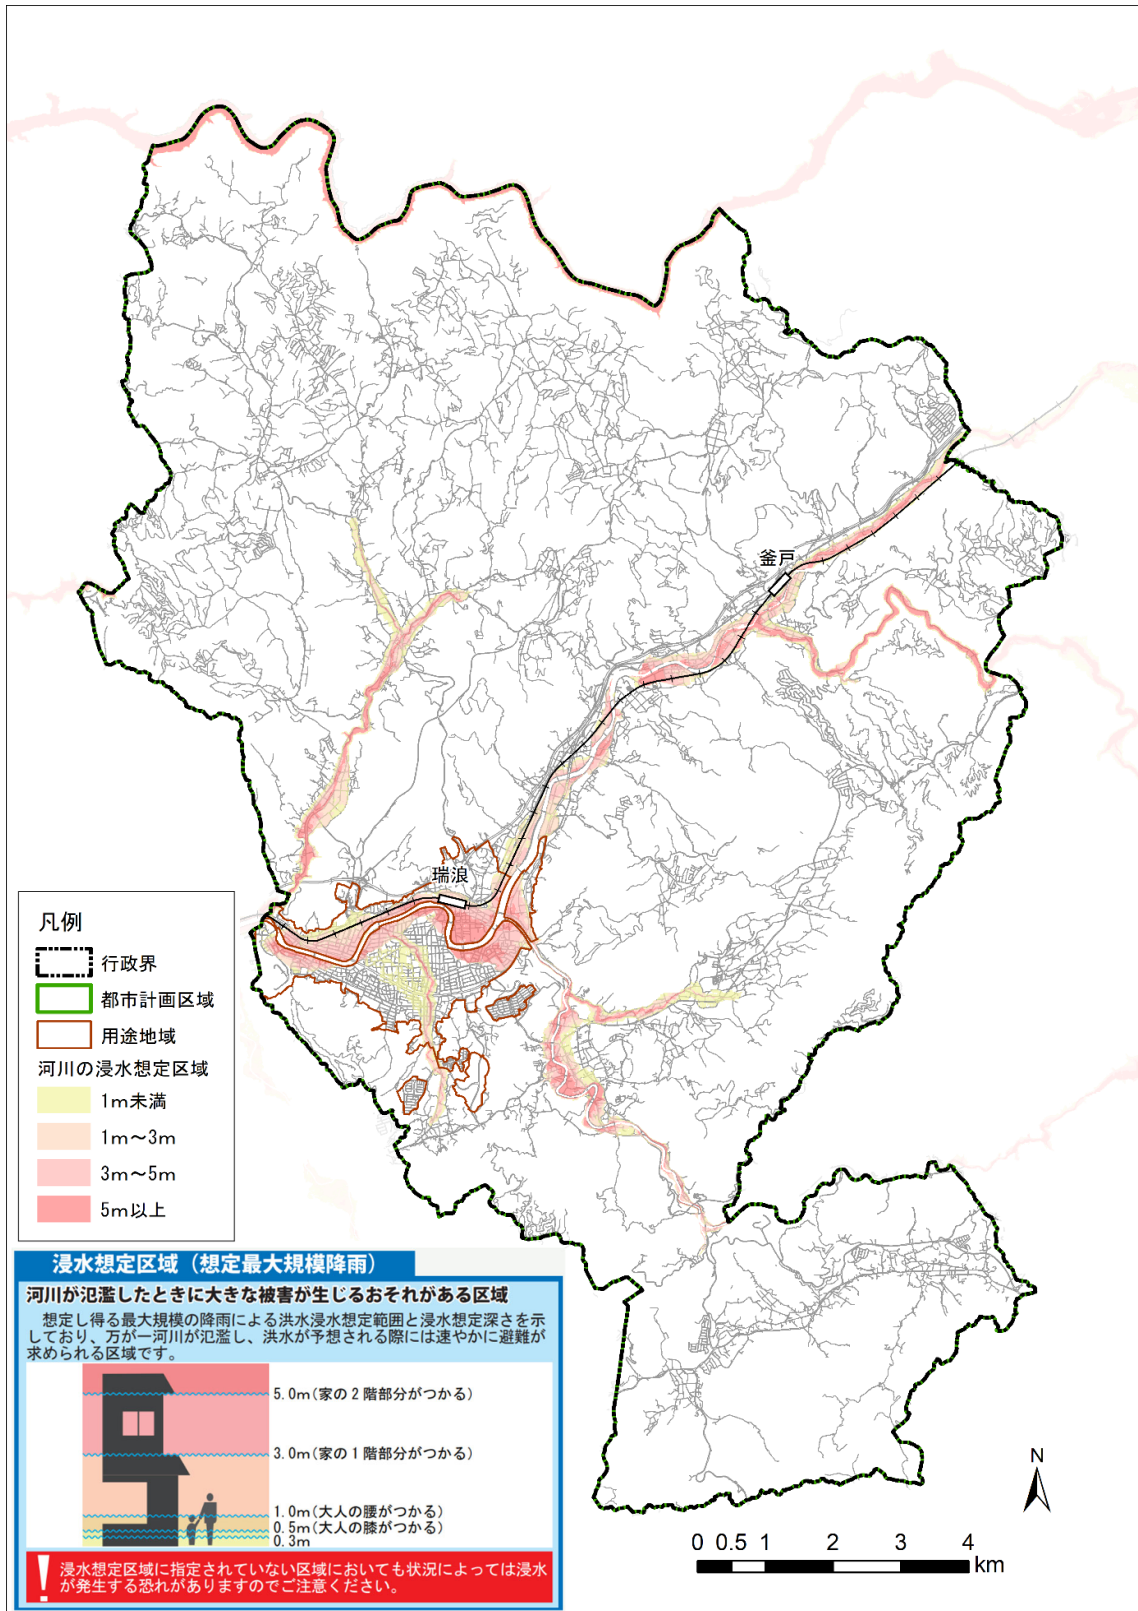 釜戸
瑞浪
凡例
行政界
都市計画区域
用途地域
河川の浸水想定区域
1m未満
1m～3m
3m～5m
5m以上
浸水想定区域（想定最大規模降雨）
河川が氾濫したときに大きな被害が生じるおそれがある区域
想定し得る最大規模の降雨による洪水浸水想定範囲と浸水想定深さを示
しており、万が一河川が氾濫し、洪水が予想される際には速やかに避難が
求められる区域です。
5.0m（家の2階部分がつかる）
3.0m（家の1階部分がつかる）
1.0m（大人の腰がつかる）
0.5m（大人の膝がつかる）
0.3m
! 浸水想定区域に指定されていない区域においても状況によっては浸水
が発生する恐れがありますのでご注意ください。
N
0 0.5 1 2 3 4
km